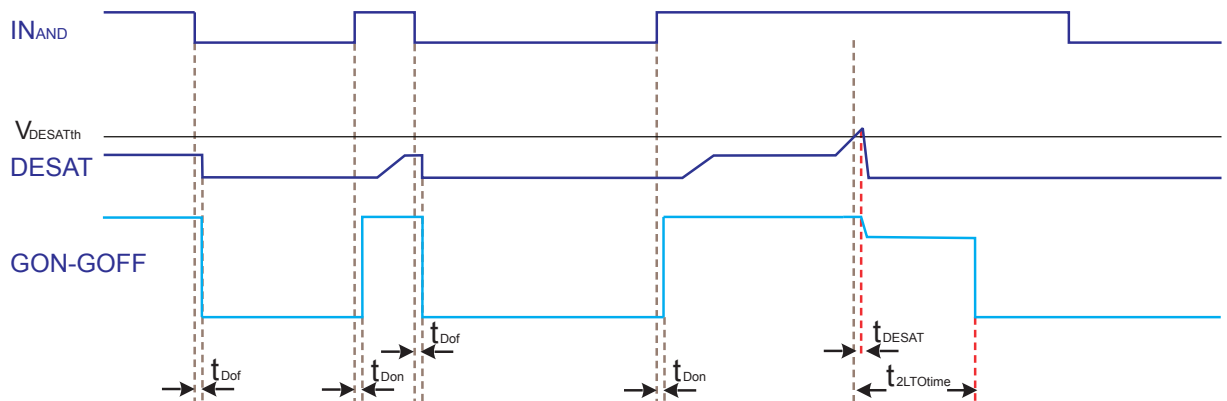 INAND
VDESATth
DESAT
GON-GOFF
tDof
tDon
tDof
tDon
tDESAT
t2LTOtime